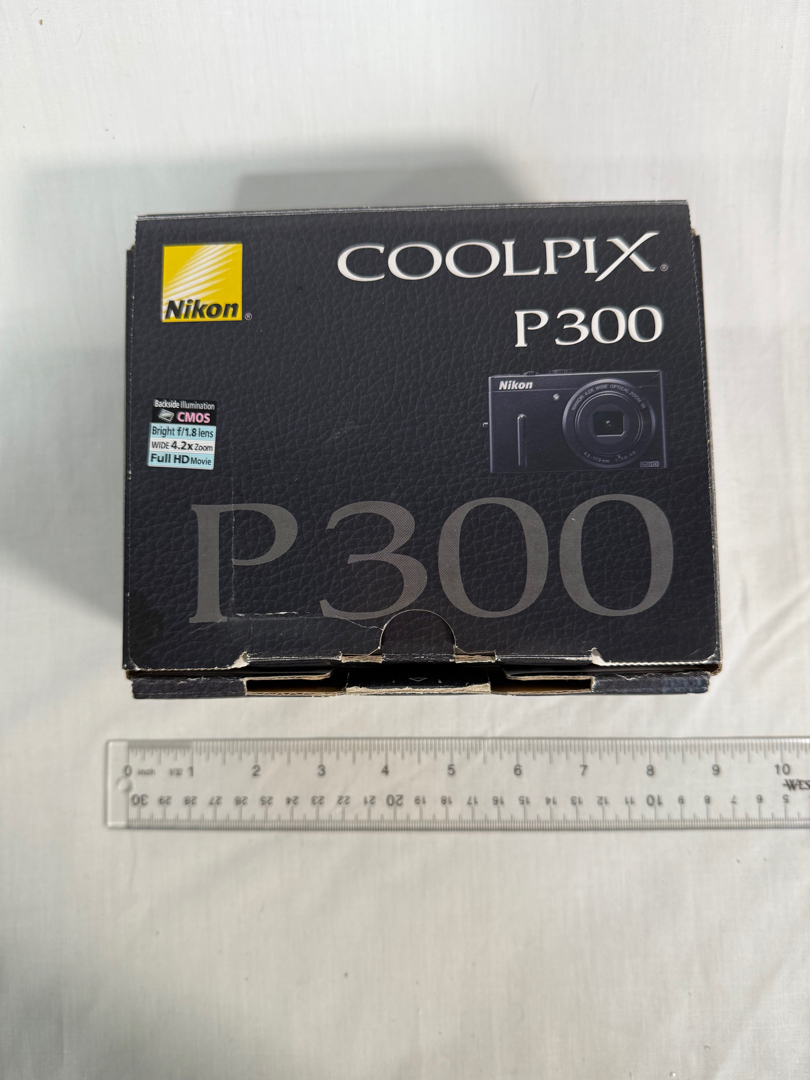 COOLPIX®
P300
Nikon®
Nikon
Backside Illumination
CMOS
Bright f/1.8 lens
WIDE 4.2x Zoom
Full HD Movie
P300
0 1 2 3 4 5 6 7 8 9 10
30 29 28 27 26 25 24 23 22 21 20 19 18 17 16 15 14 13 12 11 10 9 8 7 6 5